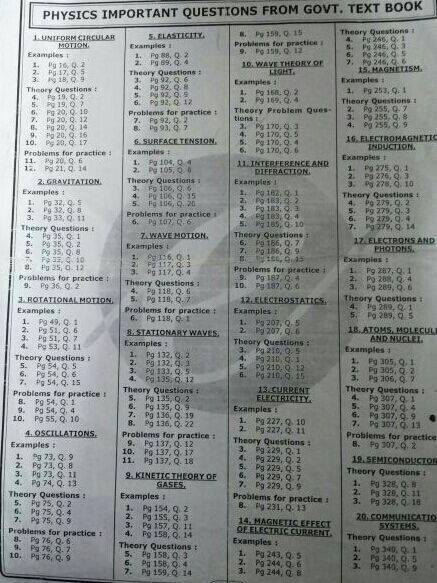 PHYSICS IMPORTANT QUESTIONS FROM GOVT. TEXT BOOK
1. UNIFORM CIRCULAR
MOTION.
Examples :
1. Pg 16, Q. 2
2. Pg 17, Q. 5
3. Pg 18, Q. 9
Theory Questions :
4. Pg 19, Q. 2
5. Pg 19, Q. 7
6. Pg 20, Q. 10
7. Pg 20, Q. 12
8. Pg 20, Q. 14
9. Pg 20, Q. 16
10. Pg 20, Q. 17
Problems for practice :
11. Pg 20, Q. 6
12. Pg 21, Q. 14
2. GRAVITATION.
Examples :
1. Pg 32, Q. 5
2. Pg 32, Q. 8
3. Pg 33, Q. 11
Theory Questions :
4. Pg 35, Q. 1
5. Pg 35, Q. 2
6. Pg 35, Q. 8
7. Pg 35, Q. 10
8. Pg 35, Q. 12
Problems for practice :
9. Pg 36, Q. 2
3. ROTATIONAL MOTION.
Examples :
1. Pg 49, Q. 1
2. Pg 51, Q. 6
3. Pg 51, Q. 7
4. Pg 53, Q. 11
Theory Questions :
5. Pg 54, Q. 5
6. Pg 54, Q. 6
7. Pg 54, Q. 15
Problems for practice :
8. Pg 54, Q. 1
9. Pg 54, Q. 4
10. Pg 55, Q. 10
4. OSCILLATIONS.
Examples :
1. Pg 73, Q. 9
2. Pg 73, Q. 8
3. Pg 73, Q. 11
4. Pg 74, Q. 13
Theory Questions :
5. Pg 75, Q. 2
6. Pg 75, Q. 4
7. Pg 75, Q. 9
Problems for practice :
8. Pg 76, Q. 6
9. Pg 76, Q. 7
10. Pg 76, Q. 9
5. ELASTICITY.
Examples :
1. Pg 88, Q. 2
2. Pg 89, Q. 4
Theory Questions :
3. Pg 92, Q. 6
4. Pg 92, Q. 8
5. Pg 92, Q. 9
6. Pg 92, Q. 12
Problems for practice :
7. Pg 92, Q. 2
8. Pg 93, Q. 7
6. SURFACE TENSION.
Examples :
1. Pg 104, Q. 4
2. Pg 105, Q. 8
Theory Questions :
3. Pg 106, Q. 6
4. Pg 106, Q. 15
5. Pg 106, Q. 20
Problems for practice :
6. Pg 107, Q. 6
7. WAVE MOTION.
Examples :
1. Pg 116, Q. 1
2. Pg 117, Q. 3
3. Pg 117, Q. 4
Theory Questions :
4. Pg 118, Q. 6
5. Pg 118, Q. 7
Problems for practice :
6. Pg 118, Q. 1
8. STATIONARY WAVES.
Examples :
1. Pg 132, Q. 2
2. Pg 132, Q. 3
3. Pg 133, Q. 5
4. Pg 135, Q. 12
Theory Questions :
5. Pg 135, Q. 2
6. Pg 135, Q. 9
7. Pg 136, Q. 19
8. Pg 136, Q. 22
Problems for practice :
9. Pg 137, Q. 12
10. Pg 137, Q. 17
11. Pg 137, Q. 18
9. KINETIC THEORY OF
GASES.
Examples :
1. Pg 154, Q. 2
2. Pg 155, Q. 3
3. Pg 157, Q. 11
4. Pg 158, Q. 14
Theory Questions :
5. Pg 158, Q. 3
6. Pg 158, Q. 4
7. Pg 159, Q. 14
8. Pg 159, Q. 15
Problems for practice :
9. Pg 159, Q. 12
10. WAVE THEORY OF
LIGHT.
Examples :
1. Pg 168, Q. 2
2. Pg 169, Q. 4
Theory Problem Ques-
tions :
3. Pg 170, Q. 3
4. Pg 170, Q. 5
5. Pg 170, Q. 4
6. Pg 170, Q. 6
11. INTERFERENCE AND
DIFFRACTION.
Examples :
1. Pg 182, Q. 1
2. Pg 183, Q. 2
3. Pg 183, Q. 3
4. Pg 183, Q. 4
5. Pg 184, Q. 6
Theory Questions :
6. Pg 186, Q. 7
7. Pg 186, Q. 9
8. Pg 186, Q. 15
Problems for practice :
9. Pg 187, Q. 4
10. Pg 187, Q. 6
12. ELECTROSTATICS.
Examples :
1. Pg 207, Q. 5
2. Pg 207, Q. 6
Theory Questions :
3. Pg 210, Q. 5
4. Pg 210, Q. 1
5. Pg 210, Q. 12
6. Pg 210, Q. 15
13. CURRENT
ELECTRICITY.
Examples :
1. Pg 227, Q. 10
2. Pg 227, Q. 11
Theory Questions :
3. Pg 229, Q. 1
4. Pg 229, Q. 2
5. Pg 229, Q. 5
6. Pg 229, Q. 6
7. Pg 229, Q. 9
Problems for practice :
8. Pg 231, Q. 13
14. MAGNETIC EFFECT
OF ELECTRIC CURRENT.
Examples :
1. Pg 243, Q. 5
2. Pg 244, Q. 6
3. Pg 244, Q. 8
Theory Questions :
4. Pg 246, Q. 1
5. Pg 246, Q. 3
6. Pg 246, Q. 5
7. Pg 246, Q. 6
15. MAGNETISM.
Examples :
1. Pg 253, Q. 1
Theory Questions :
2. Pg 255, Q. 7
3. Pg 255, Q. 8
4. Pg 255, Q. 9
16. ELECTROMAGNETIC
INDUCTION.
Examples :
1. Pg 275, Q. 1
2. Pg 276, Q. 3
3. Pg 278, Q. 10
Theory Questions :
4. Pg 279, Q. 2
5. Pg 279, Q. 3
6. Pg 279, Q. 4
7. Pg 279, Q. 14
17. ELECTRONS AND
PHOTONS.
Examples :
1. Pg 287, Q. 1
2. Pg 288, Q. 4
3. Pg 289, Q. 6
Theory Questions :
4. Pg 289, Q. 1
5. Pg 289, Q. 5
18. ATOMS, MOLECUL
AND NUCLEI.
Examples :
1. Pg 305, Q. 1
2. Pg 305, Q. 2
3. Pg 306, Q. 7
Theory Questions :
4. Pg 307, Q. 1
5. Pg 307, Q. 4
6. Pg 307, Q. 9
7. Pg 307, Q. 13
Problems for practice
8. Pg 307, Q. 2
19. SEMICONDUCTOR
Examples :
1. Pg 328, Q. 8
2. Pg 328, Q. 11
3. Pg 328, Q. 18
20. COMMUNICATIO
SYSTEMS.
Theory Questions :
1. Pg 340, Q. 1
2. Pg 340, Q. 5
3. Pg 340, Q. 9